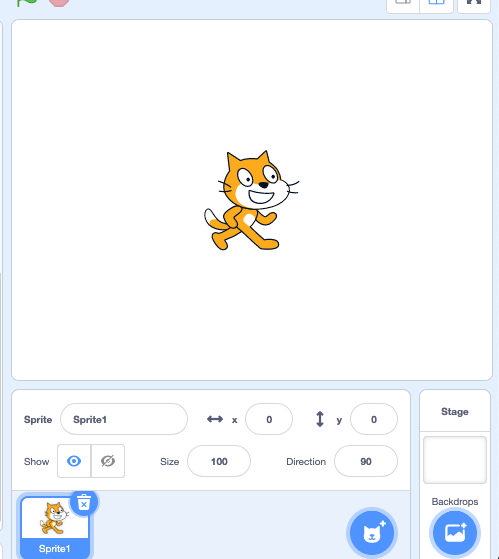 Sprite Sprite1 x 0 y 0
Stage
Show Size 100 Direction 90
Backdrops
Sprite1